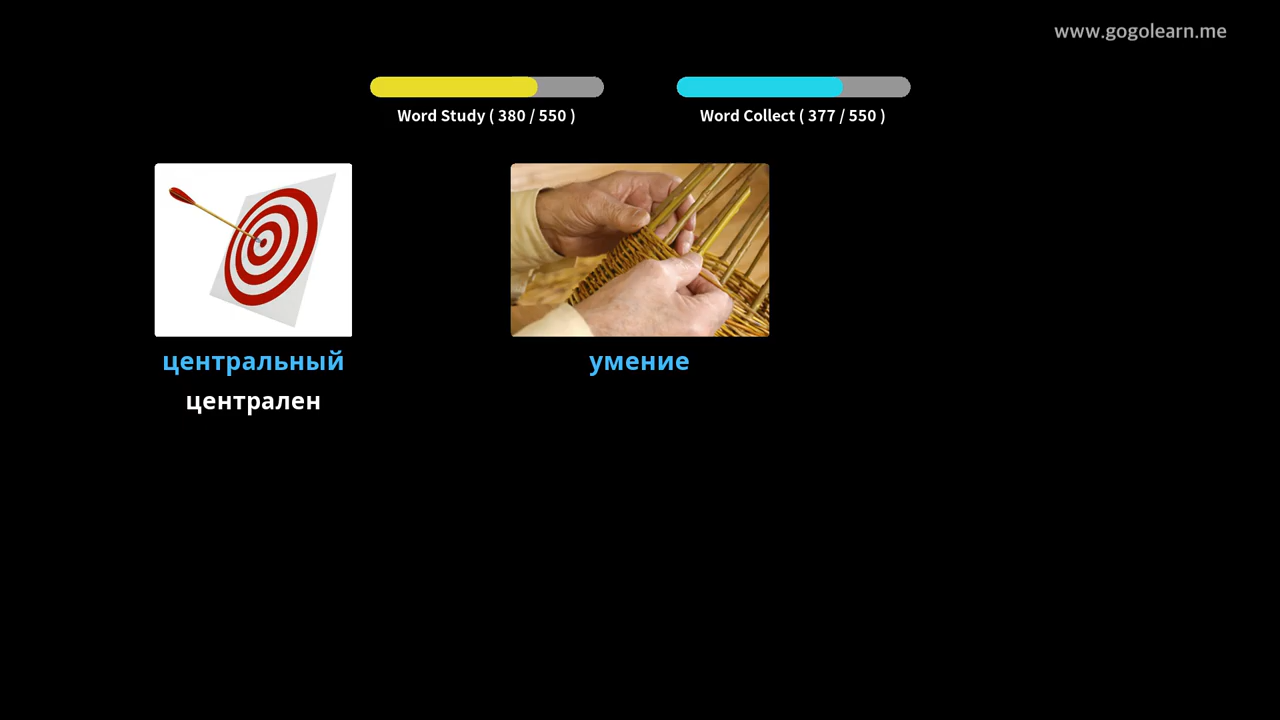 www.gogolearn.me
Word Study ( 380 / 550 )
Word Collect ( 377 / 550 )
центральный
централен
умение